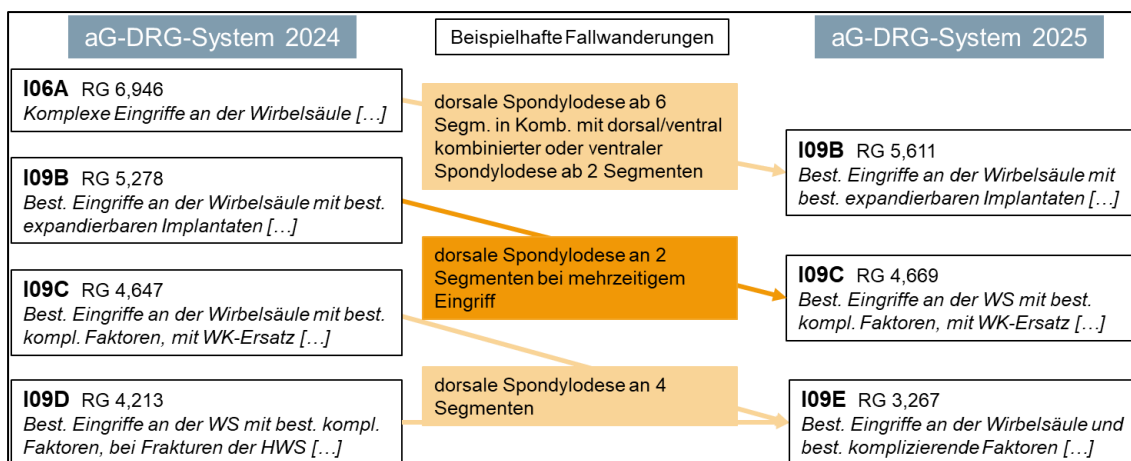 aG-DRG-System 2024
Beispielhafte Fallwanderungen
aG-DRG-System 2025
I06A RG 6,946
Komplexe Eingriffe an der Wirbelsäule […]
I09B RG 5,278
Best. Eingriffe an der Wirbelsäule mit best.
expandierbaren Implantaten […]
I09C RG 4,647
Best. Eingriffe an der Wirbelsäule mit best.
kompl. Faktoren, mit WK-Ersatz […]
I09D RG 4,213
Best. Eingriffe an der WS mit best. kompl.
Faktoren, bei Frakturen der HWS […]
dorsale Spondylodese ab 6
Segm. in Komb. mit dorsal/ventral
kombinierter oder ventraler
Spondylodese ab 2 Segmenten
dorsale Spondylodese an 2
Segmenten bei mehrzeitigem
Eingriff
dorsale Spondylodese an 4
Segmenten
I09B RG 5,611
Best. Eingriffe an der Wirbelsäule mit
best. expandierbaren Implantaten […]
I09C RG 4,669
Best. Eingriffe an der WS mit best.
kompl. Faktoren, mit WK-Ersatz […]
I09E RG 3,267
Best. Eingriffe an der Wirbelsäule und
best. komplizierende Faktoren […]